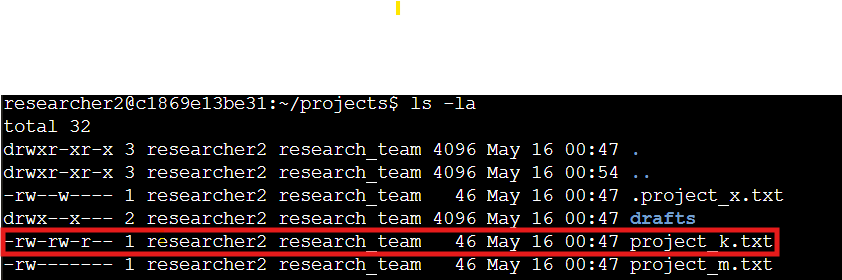 researcher2@c1869e13be31:~/projects$ ls -la
total 32
drwxr-xr-x 3 researcher2 research_team 4096 May 16 00:47 .
drwxr-xr-x 3 researcher2 research_team 4096 May 16 00:54 ..
-rw--w---- 1 researcher2 research_team   46 May 16 00:47 .project_x.txt
drwx--x--- 2 researcher2 research_team 4096 May 16 00:47 drafts
-rw-rw-r-- 1 researcher2 research_team   46 May 16 00:47 project_k.txt
-rw------- 1 researcher2 research_team   46 May 16 00:47 project_m.txt